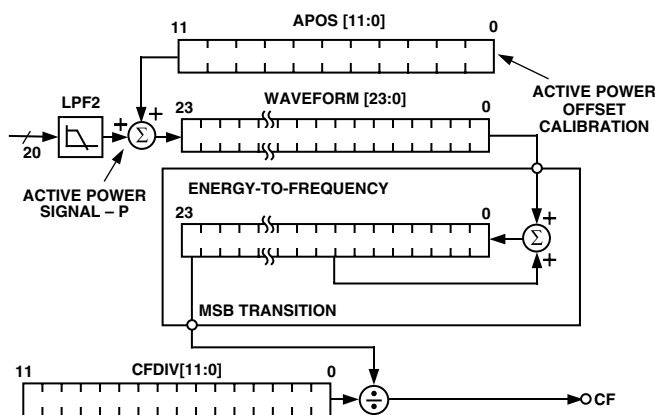 APOS [11:0]
11 0
LPF2
WAVEFORM [23:0]
23 0
ACTIVE POWER
OFFSET
CALIBRATION
+ +
Σ
20
ACTIVE POWER
SIGNAL – P
ENERGY-TO-FREQUENCY
23 0
+
Σ
+
MSB TRANSITION
CFDIV[11:0]
11 0
÷
CF